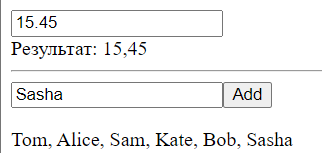 15.45
Результат: 15,45
Sasha Add
Tom, Alice, Sam, Kate, Bob, Sasha